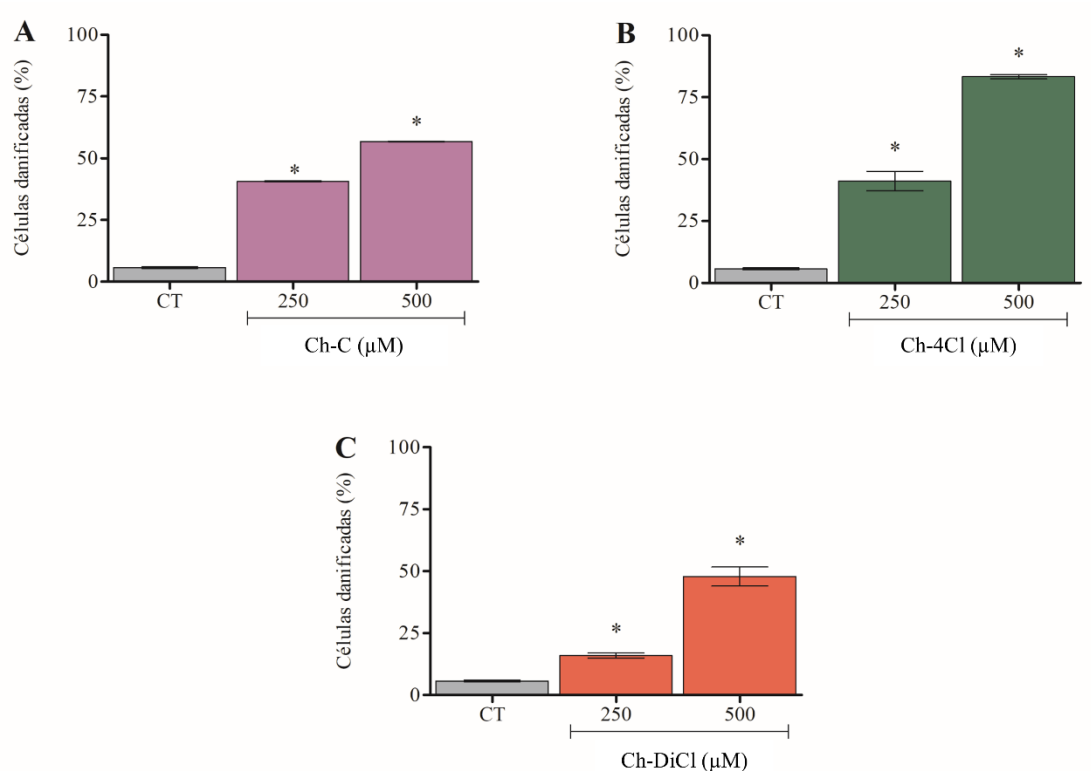 A
Células danificadas (%)
100
75
50
25
0
*
*
CT
250
500
Ch-C (µM)
B
Células danificadas (%)
100
75
50
25
0
*
*
CT
250
500
Ch-4Cl (µM)
C
Células danificadas (%)
100
75
50
25
0
*
*
CT
250
500
Ch-DiCl (µM)